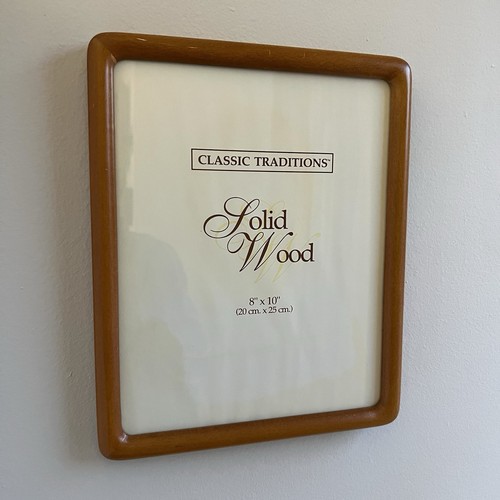 CLASSIC TRADITIONS™
Solid
Wood
8" x 10"
(20 cm. x 25 cm.)